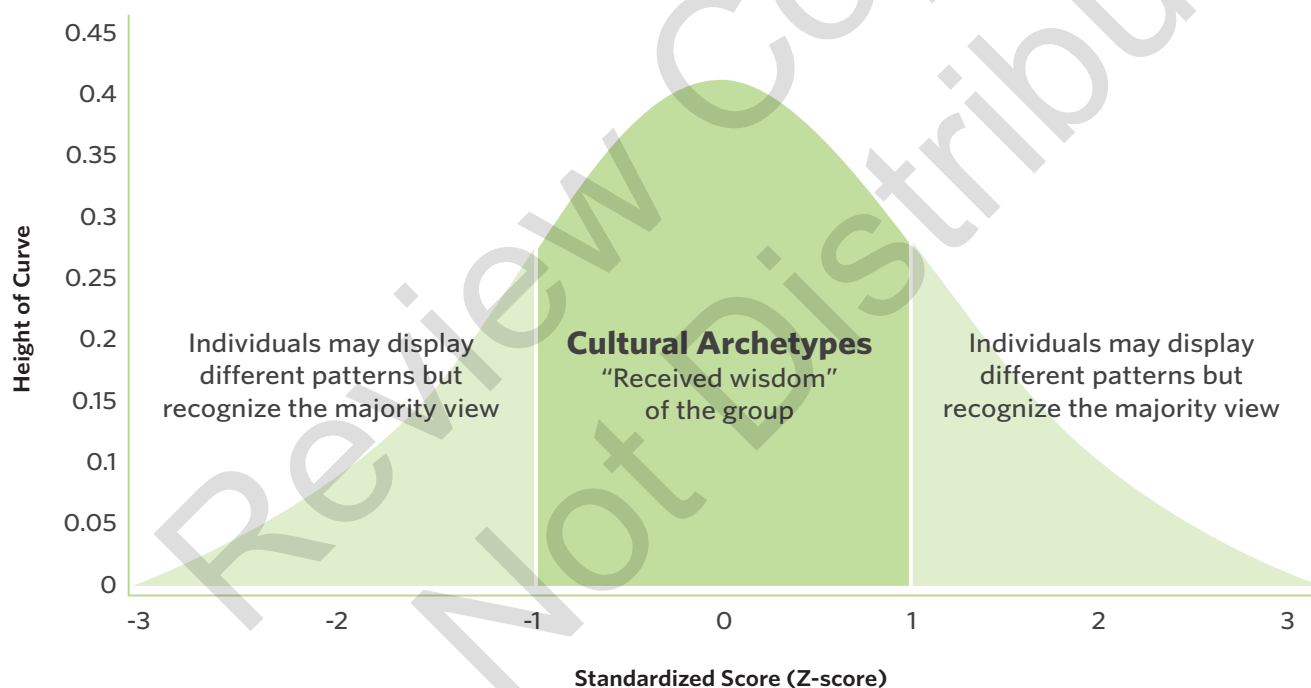 0.45
0.4
0.35
0.3
0.25
0.2
0.15
0.1
0.05
0
Height of Curve
Individuals may display
different patterns but
recognize the majority view
Cultural Archetypes
“Received wisdom”
of the group
Individuals may display
different patterns but
recognize the majority view
-3 -2 -1 0 1 2 3
Standardized Score (Z-score)
Review Co
Not Distribu